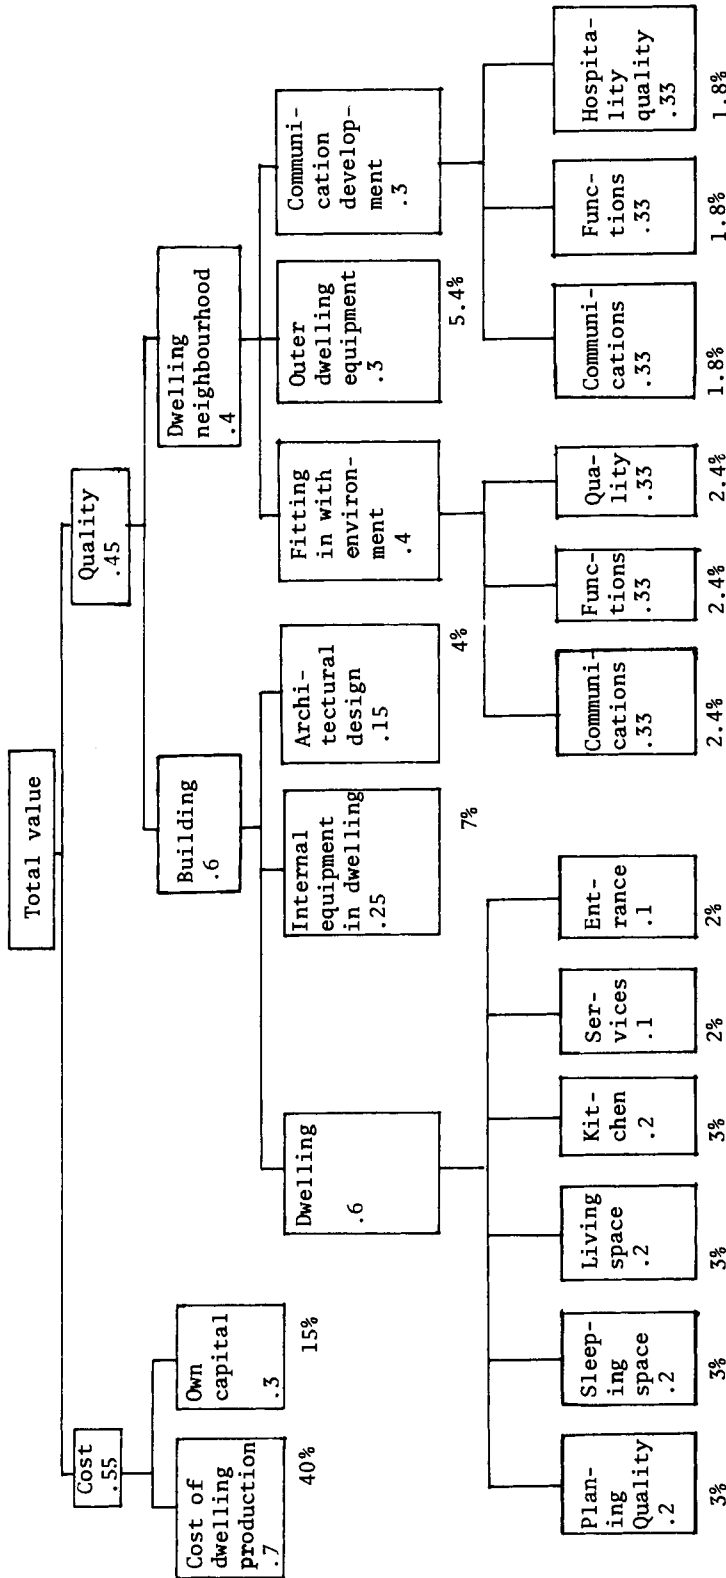 Total value
Cost
.55
Quality
.45
Cost of
dwelling
production
.7
40%
Own
capital
.3
15%
Building
.6
Dwelling
neighbourhood
.4
Dwelling
.6
Internal
equipment
in dwelling
.25
7%
Archi-
tectural
design
.15
4%
Fitting
in with
environ-
ment
.4
Outer
dwelling
equipment
.3
5.4%
Communi-
cation
develop-
ment
.3
Plan-
ing
Quality
.2
3%
Sleep-
ing
space
.2
3%
Living
space
.2
3%
Kit-
chen
.2
3%
Ser-
vices
.1
2%
Ent-
rance
.1
2%
Communi-
cations
.33
2.4%
Func-
tions
.33
2.4%
Qua-
lity
.33
2.4%
Communi-
cations
.33
1.8%
Func-
tions
.33
1.8%
Hospita-
lity
quality
.33
1.8%